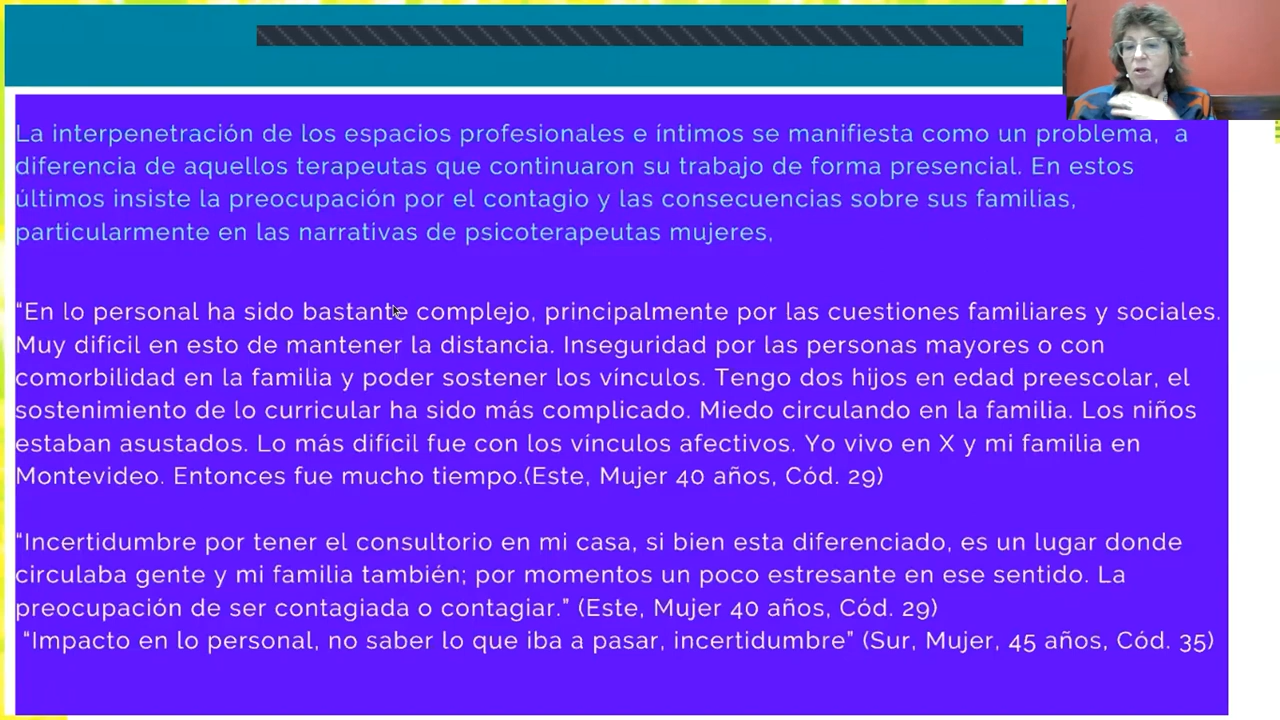 La interpenetración de los espacios profesionales e íntimos se manifiesta como un problema, a
diferencia de aquellos terapeutas que continuaron su trabajo de forma presencial. En estos
últimos insiste la preocupación por el contagio y las consecuencias sobre sus familias,
particularmente en las narrativas de psicoterapeutas mujeres,
“En lo personal ha sido bastante complejo, principalmente por las cuestiones familiares y sociales.
Muy difícil en esto de mantener la distancia. Inseguridad por las personas mayores o con
comorbilidad en la familia y poder sostener los vínculos. Tengo dos hijos en edad preescolar, el
sostenimiento de lo curricular ha sido más complicado. Miedo circulando en la familia. Los niños
estaban asustados. Lo más difícil fue con los vínculos afectivos. Yo vivo en X y mi familia en
Montevideo. Entonces fue mucho tiempo.(Este, Mujer 40 años, Cód. 29)
“Incertidumbre por tener el consultorio en mi casa, si bien esta diferenciado, es un lugar donde
circulaba gente y mi familia también; por momentos un poco estresante en ese sentido. La
preocupación de ser contagiada o contagiar.” (Este, Mujer 40 años, Cód. 29)
“Impacto en lo personal, no saber lo que iba a pasar, incertidumbre” (Sur, Mujer, 45 años, Cód. 35)